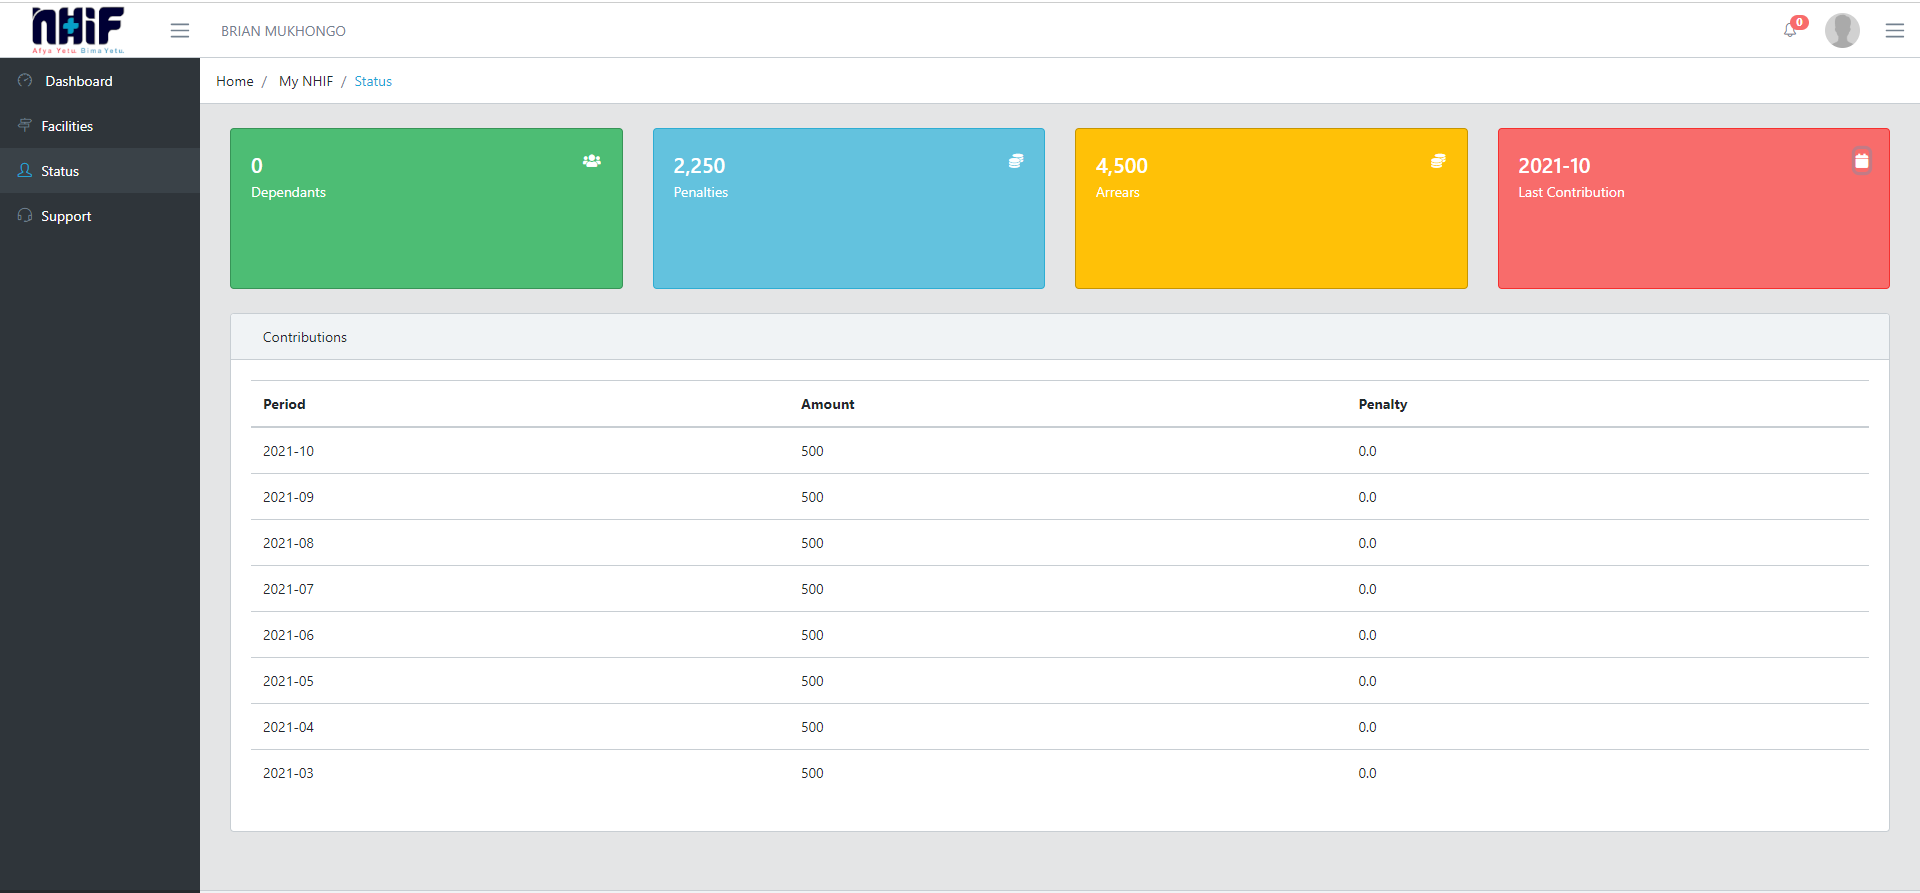 NHiF
Afya Yetu. Bima Yetu.
BRIAN MUKHONGO
0
Dashboard
Facilities
Status
Support
Home / My NHIF / Status
0
Dependants
2,250
Penalties
4,500
Arrears
2021-10
Last Contribution
Contributions
Period Amount Penalty
2021-10 500 0.0
2021-09 500 0.0
2021-08 500 0.0
2021-07 500 0.0
2021-06 500 0.0
2021-05 500 0.0
2021-04 500 0.0
2021-03 500 0.0